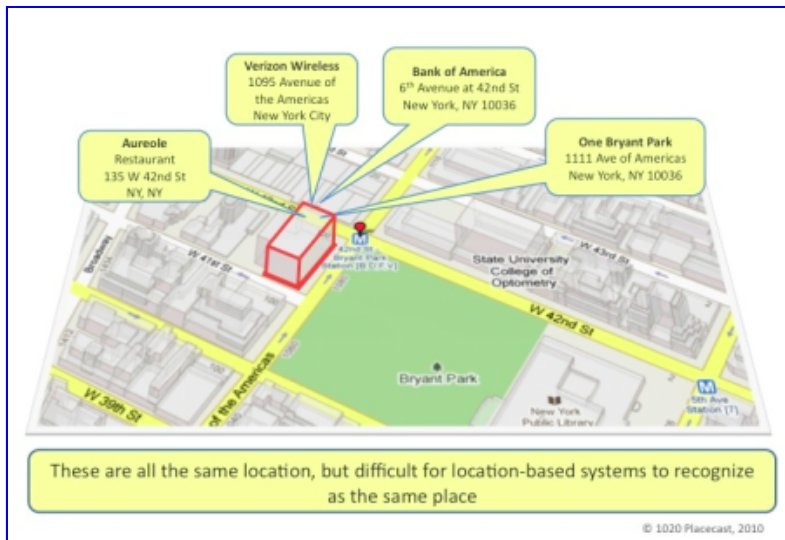 Verizon Wireless
1095 Avenue of
the Americas
New York City
Bank of America
6th Avenue at 42nd St
New York, NY 10036
Aureole
Restaurant
135 W 42nd St
NY, NY
One Bryant Park
1111 Ave of Americas
New York, NY 10036
Broadway
W 41st St
100
M
42nd St
Bryant Park
Station [B,D,F,V]
State University
College of
Optometry
W 43rd St
W 42nd St
Bryant Park
M
5th Ave
Station [7]
New York
Public Library
W 39th St
of the Americas
100
These are all the same location, but difficult for location-based systems to recognize
as the same place
© 1020 Placecast, 2010